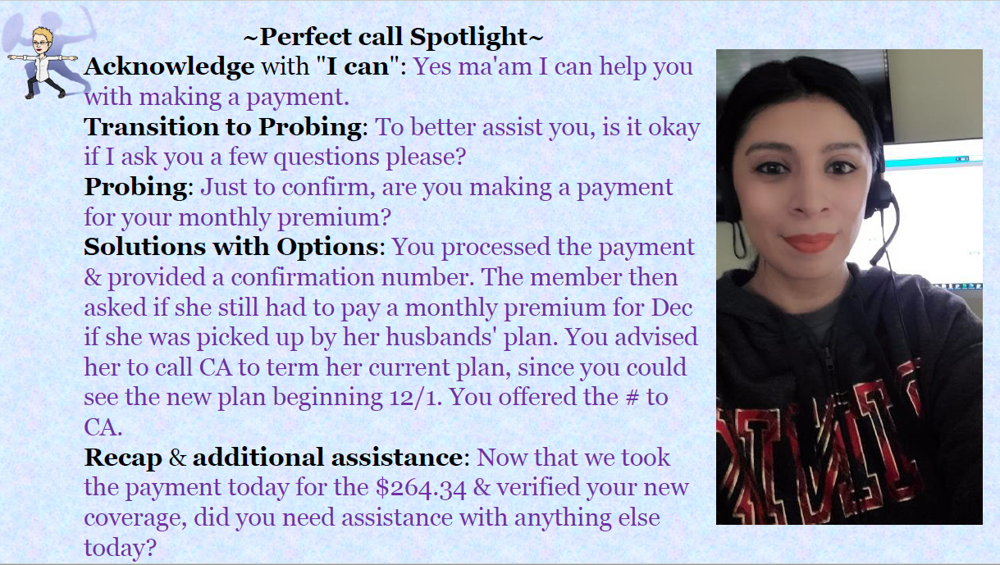 ~Perfect call Spotlight~
Acknowledge with "I can": Yes ma'am I can help you
with making a payment.
Transition to Probing: To better assist you, is it okay
if I ask you a few questions please?
Probing: Just to confirm, are you making a payment
for your monthly premium?
Solutions with Options: You processed the payment
& provided a confirmation number. The member then
asked if she still had to pay a monthly premium for Dec
if she was picked up by her husbands' plan. You advised
her to call CA to term her current plan, since you could
see the new plan beginning 12/1. You offered the # to
CA.
Recap & additional assistance: Now that we took
the payment today for the $264.34 & verified your new
coverage, did you need assistance with anything else
today?